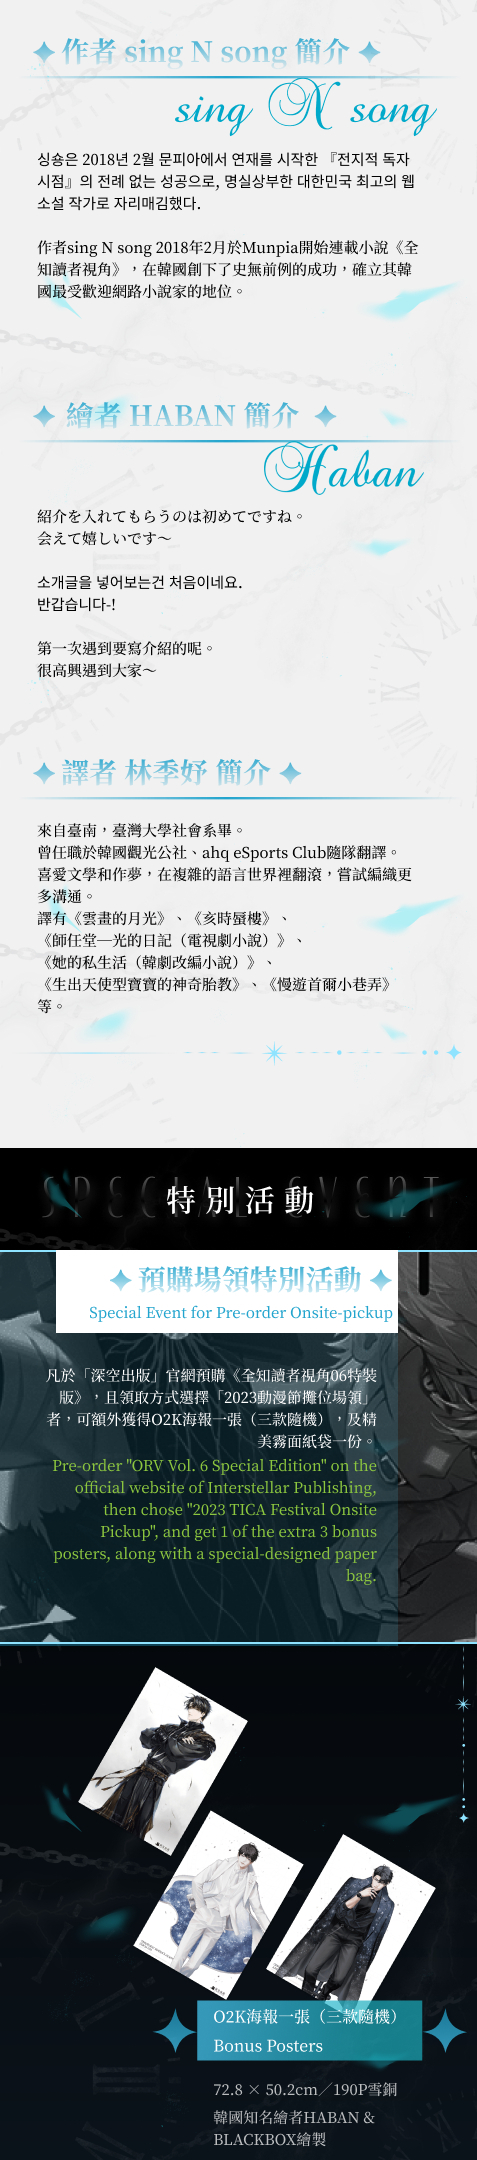 作者 sing N song 簡介
sing N song
싱숑은 2018년 2월 문피아에서 연재를 시작한 『전지적 독자
시점』의 전례 없는 성공으로, 명실상부한 대한민국 최고의 웹
소설 작가로 자리매김했다.
作者sing N song 2018年2月於Munpia開始連載小說《全
知讀者視角》，在韓國創下了史無前例的成功，確立其韓
國最受歡迎網路小說家的地位。
繪者 HABAN 簡介
Haban
紹介を入れてもらうのは初めてですね。
会えて嬉しいです～
소개글을 넣어보는건 처음이네요.
반갑습니다-!
第一次遇到要寫介紹的呢。
很高興遇到大家～
譯者 林季妤 簡介
來自臺南，臺灣大學社會系畢。
曾任職於韓國觀光公社、ahq eSports Club隨隊翻譯。
喜愛文學和作夢，在複雜的語言世界裡翻滾，嘗試編織更
多溝通。
譯有《雲畫的月光》、《亥時蜃樓》、
《師任堂─光的日記（電視劇小說）》、
《她的私生活（韓劇改編小說）》、
《生出天使型寶寶的神奇胎教》、《慢遊首爾小巷弄》
等。
SPECIAL EVENT
特別活動
預購場領特別活動
Special Event for Pre-order Onsite-pickup
凡於「深空出版」官網預購《全知讀者視角06特裝
版》，且領取方式選擇「2023動漫節攤位場領」
者，可額外獲得O2K海報一張（三款隨機），及精
美霧面紙袋一份。
Pre-order "ORV Vol. 6 Special Edition" on the
official website of Interstellar Publishing,
then chose "2023 TICA Festival Onsite
Pickup", and get 1 of the extra 3 bonus
posters, along with a special-designed paper
bag.
O2K海報一張（三款隨機）
Bonus Posters
72.8 × 50.2cm／190P雪銅
韓國知名繪者HABAN &
BLACKBOX繪製